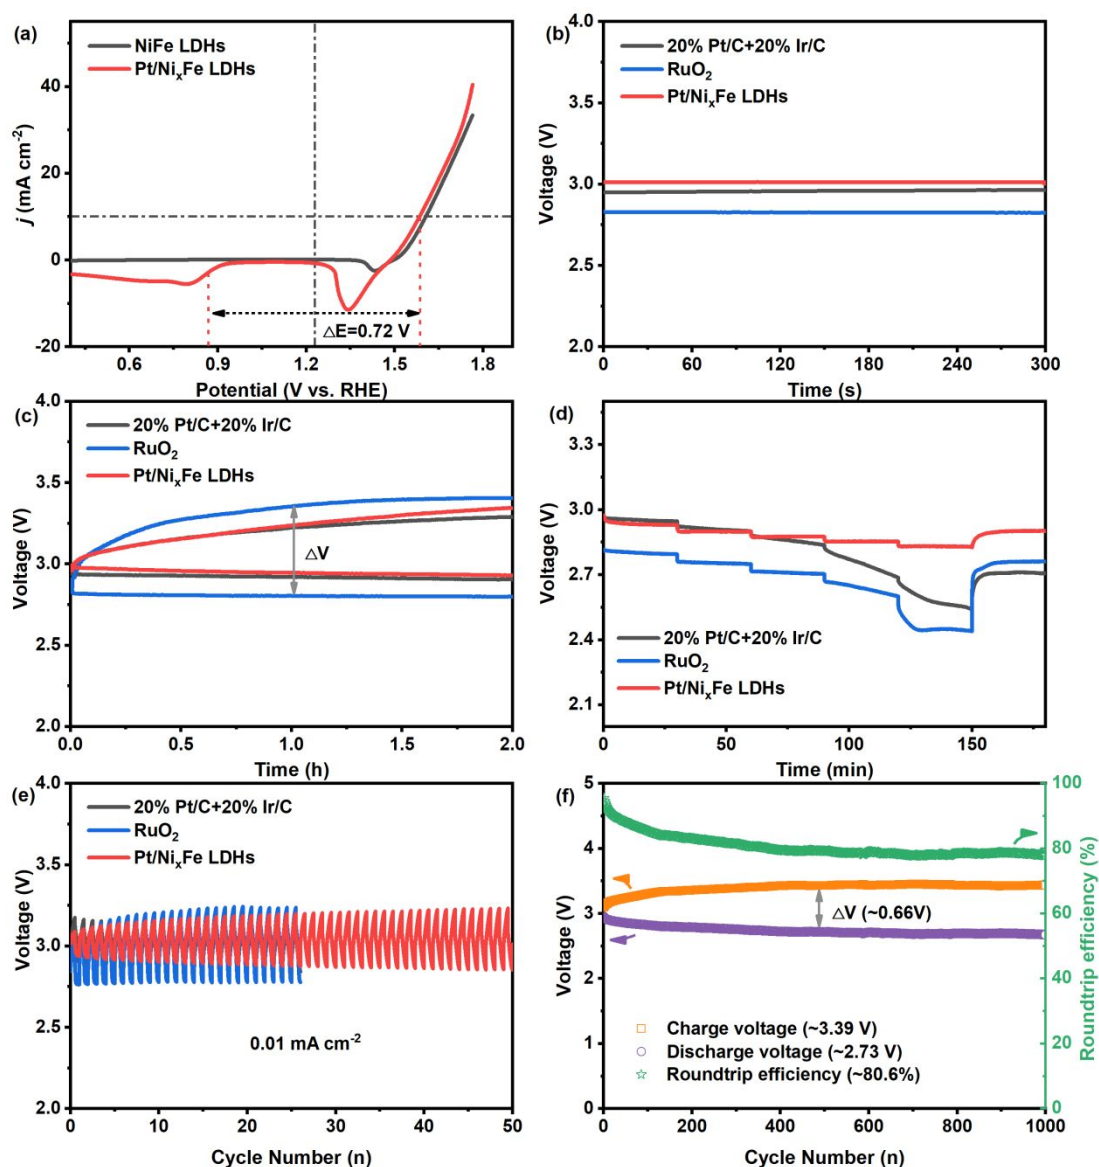 (a)
NiFe LDHs
Pt/NiₓFe LDHs
40
20
0
-20
j (mA cm⁻²)
△E=0.72 V
0.6 0.9 1.2 1.5 1.8
Potential (V vs. RHE)
(b)
20% Pt/C+20% Ir/C
RuO₂
Pt/NiₓFe LDHs
4.0
3.5
3.0
2.5
2.0
Voltage (V)
0 60 120 180 240 300
Time (s)
(c)
20% Pt/C+20% Ir/C
RuO₂
Pt/NiₓFe LDHs
4.0
3.5
3.0
2.5
2.0
Voltage (V)
△V
0.0 0.5 1.0 1.5 2.0
Time (h)
(d)
3.3
3.0
2.7
2.4
2.1
Voltage (V)
20% Pt/C+20% Ir/C
RuO₂
Pt/NiₓFe LDHs
0 50 100 150
Time (min)
(e)
20% Pt/C+20% Ir/C
RuO₂
Pt/NiₓFe LDHs
4.0
3.5
3.0
2.5
2.0
Voltage (V)
0.01 mA cm⁻²
0 10 20 30 40 50
Cycle Number (n)
(f)
5
4
3
2
1
0
Voltage (V)
△V (~0.66V)
Charge voltage (~3.39 V)
Discharge voltage (~2.73 V)
Roundtrip efficiency (~80.6%)
100
80
60
40
20
0
Roundtrip efficiency (%)
0 200 400 600 800 1000
Cycle Number (n)